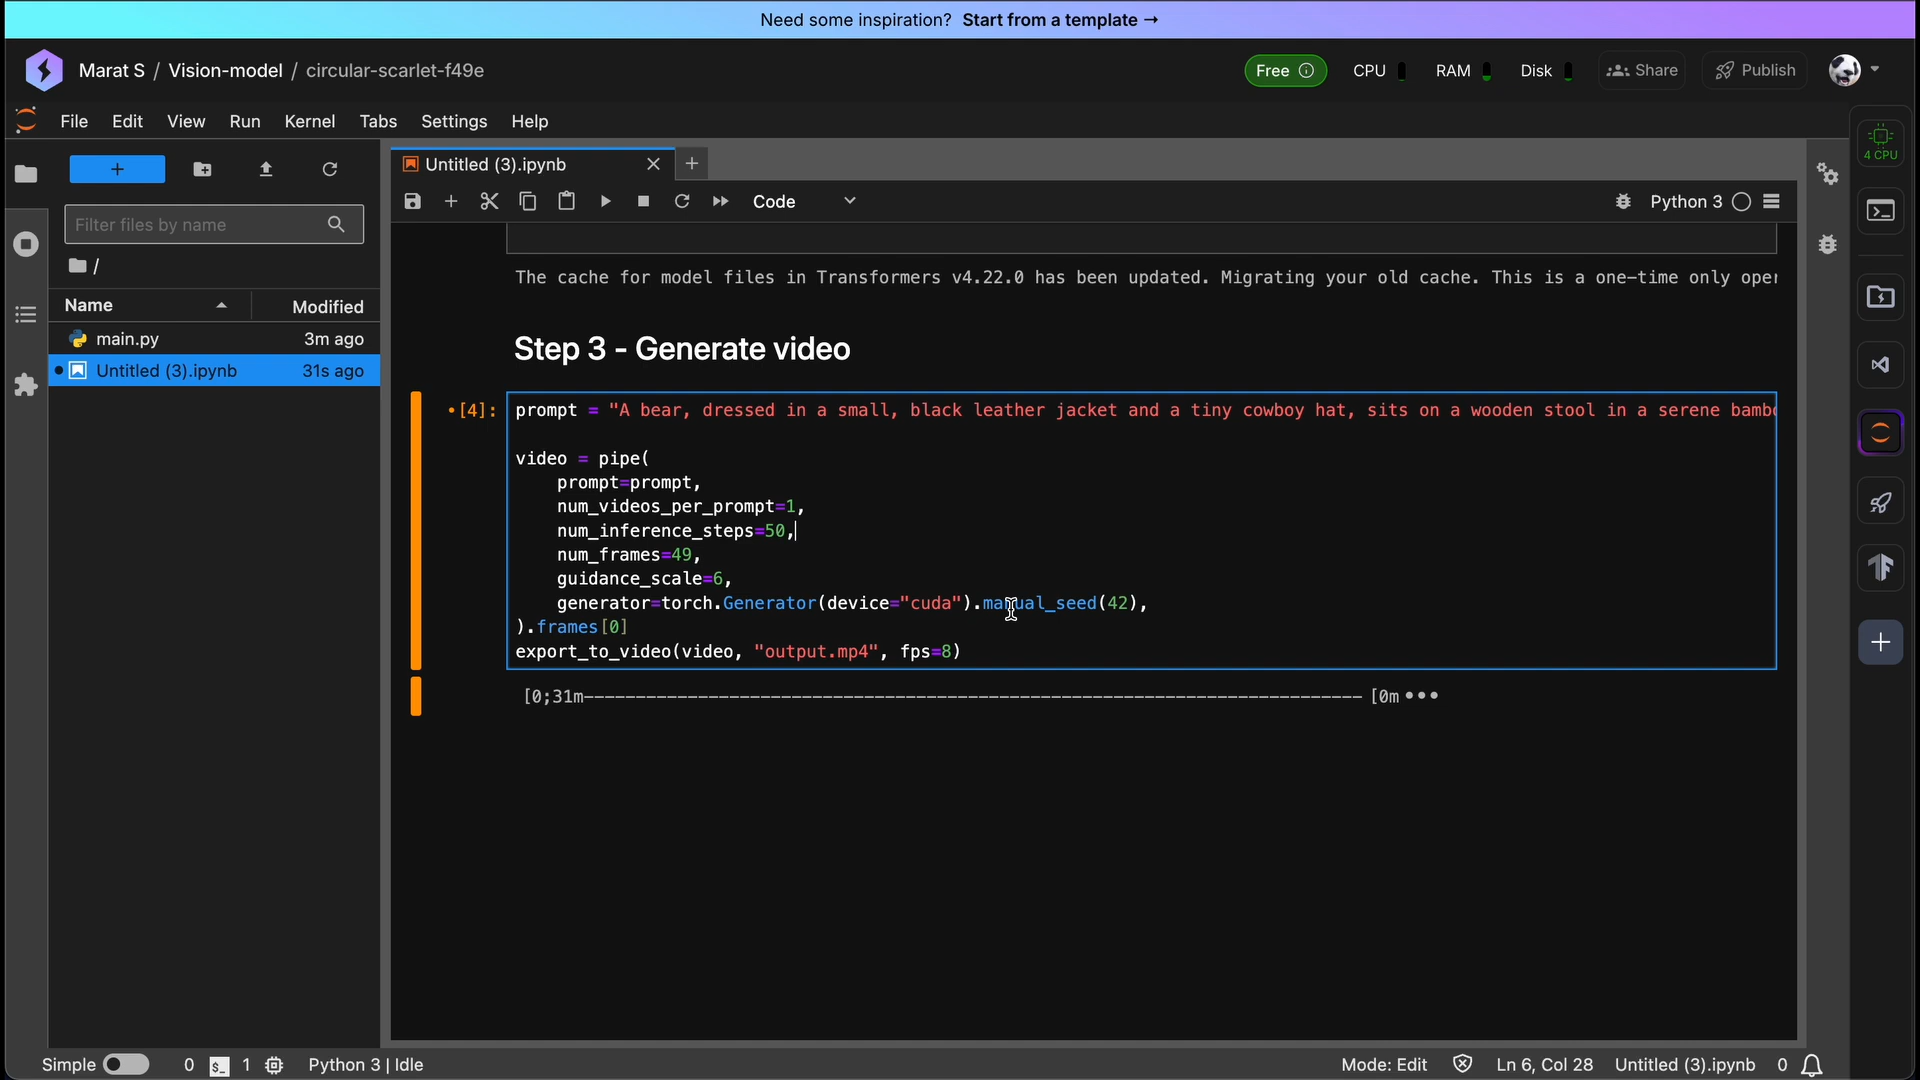 Need some inspiration? Start from a template →
Marat S / Vision-model / circular-scarlet-f49e
Free
CPU
RAM
Disk
Share
Publish
File
Edit
View
Run
Kernel
Tabs
Settings
Help
4 CPU
Untitled (3).ipynb
Code
Python 3
Filter files by name
/
Name
Modified
main.py
3m ago
Untitled (3).ipynb
31s ago
The cache for model files in Transformers v4.22.0 has been updated. Migrating your old cache. This is a one-time only oper
Step 3 - Generate video
[4]:
prompt = "A bear, dressed in a small, black leather jacket and a tiny cowboy hat, sits on a wooden stool in a serene bambo
video = pipe(
prompt=prompt,
num_videos_per_prompt=1,
num_inference_steps=50,
num_frames=49,
guidance_scale=6,
generator=torch.Generator(device="cuda").manual_seed(42),
).frames[0]
export_to_video(video, "output.mp4", fps=8)
[0;31m--------------------------------------------------------------------------- [0m •••
Simple
0
1
Python 3 | Idle
Mode: Edit
Ln 6, Col 28
Untitled (3).ipynb
0